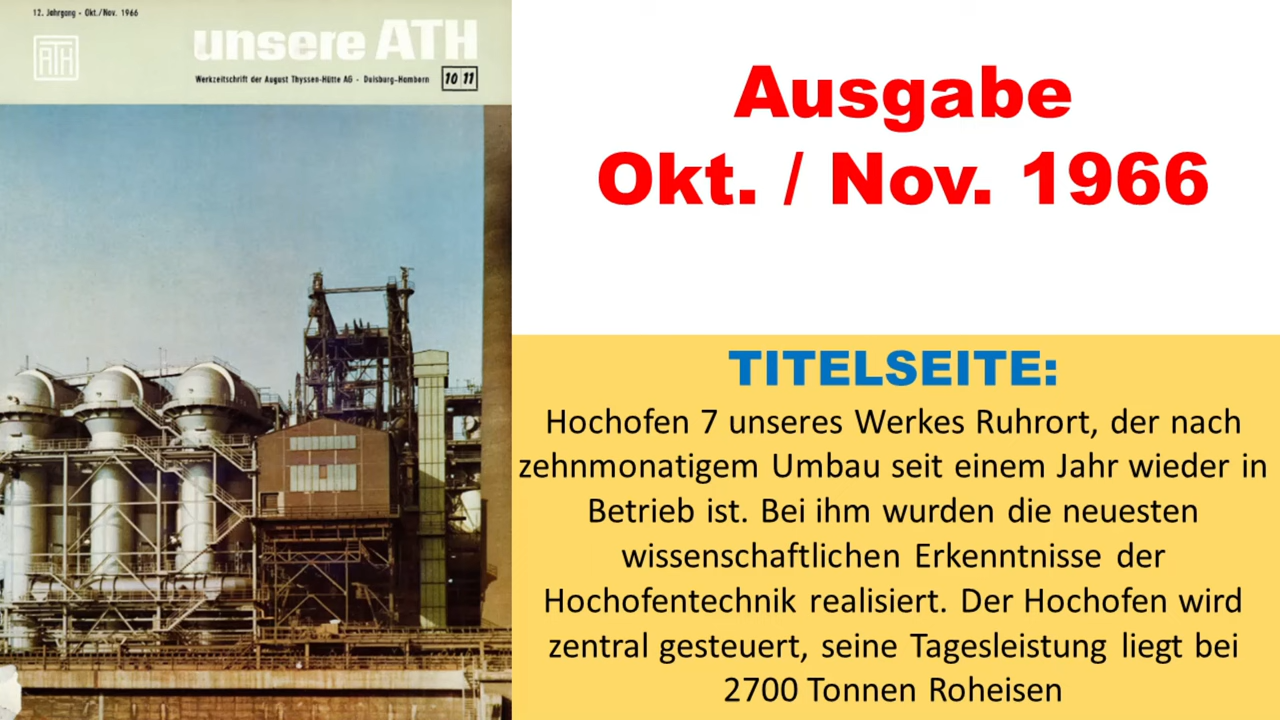 12. Jahrgang - Okt./Nov. 1966
ATH
unsere ATH
Werkzeitschrift der August Thyssen-Hütte AG - Duisburg-Hamborn 10 11
Ausgabe
Okt. / Nov. 1966
TITELSEITE:
Hochofen 7 unseres Werkes Ruhrort, der nach
zehnmonatigem Umbau seit einem Jahr wieder in
Betrieb ist. Bei ihm wurden die neuesten
wissenschaftlichen Erkenntnisse der
Hochofentechnik realisiert. Der Hochofen wird
zentral gesteuert, seine Tagesleistung liegt bei
2700 Tonnen Roheisen